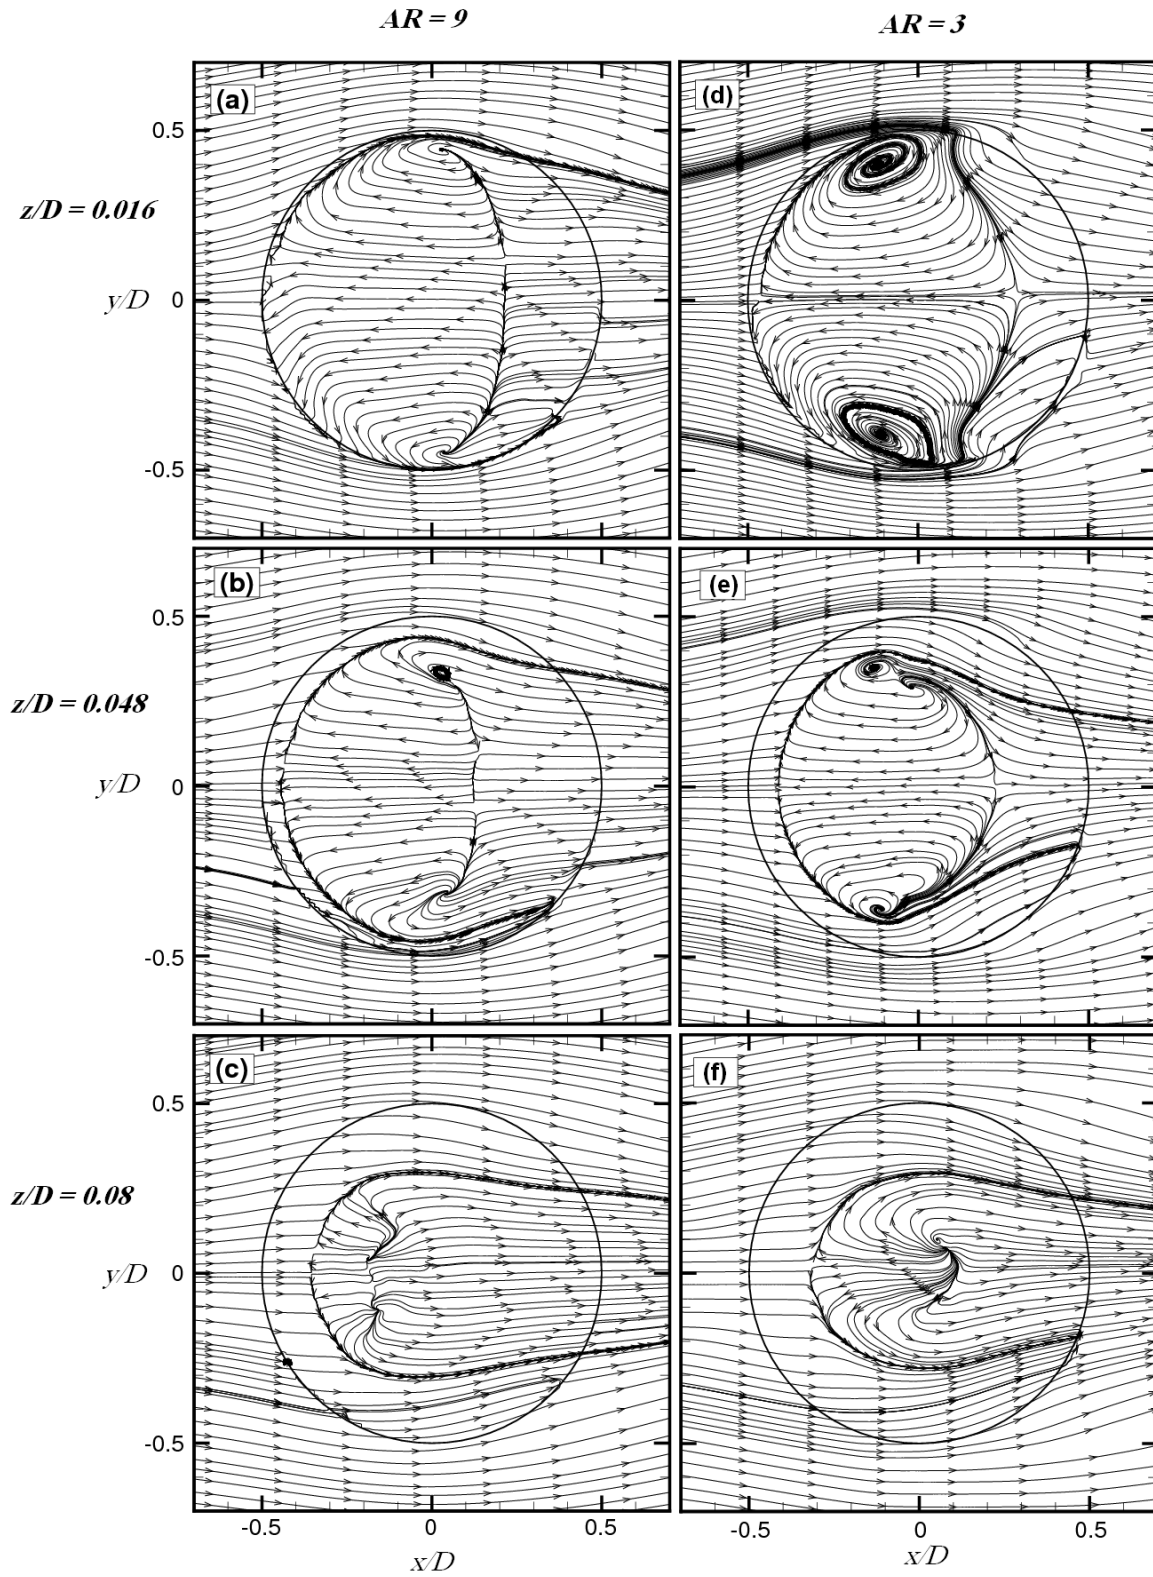 AR = 9
AR = 3
(a)
(d)
0.5
z/D = 0.016
y/D
0
-0.5
(b)
(e)
0.5
z/D = 0.048
y/D
0
-0.5
(c)
(f)
0.5
z/D = 0.08
y/D
0
-0.5
-0.5
0
0.5
-0.5
0
0.5
x/D
x/D